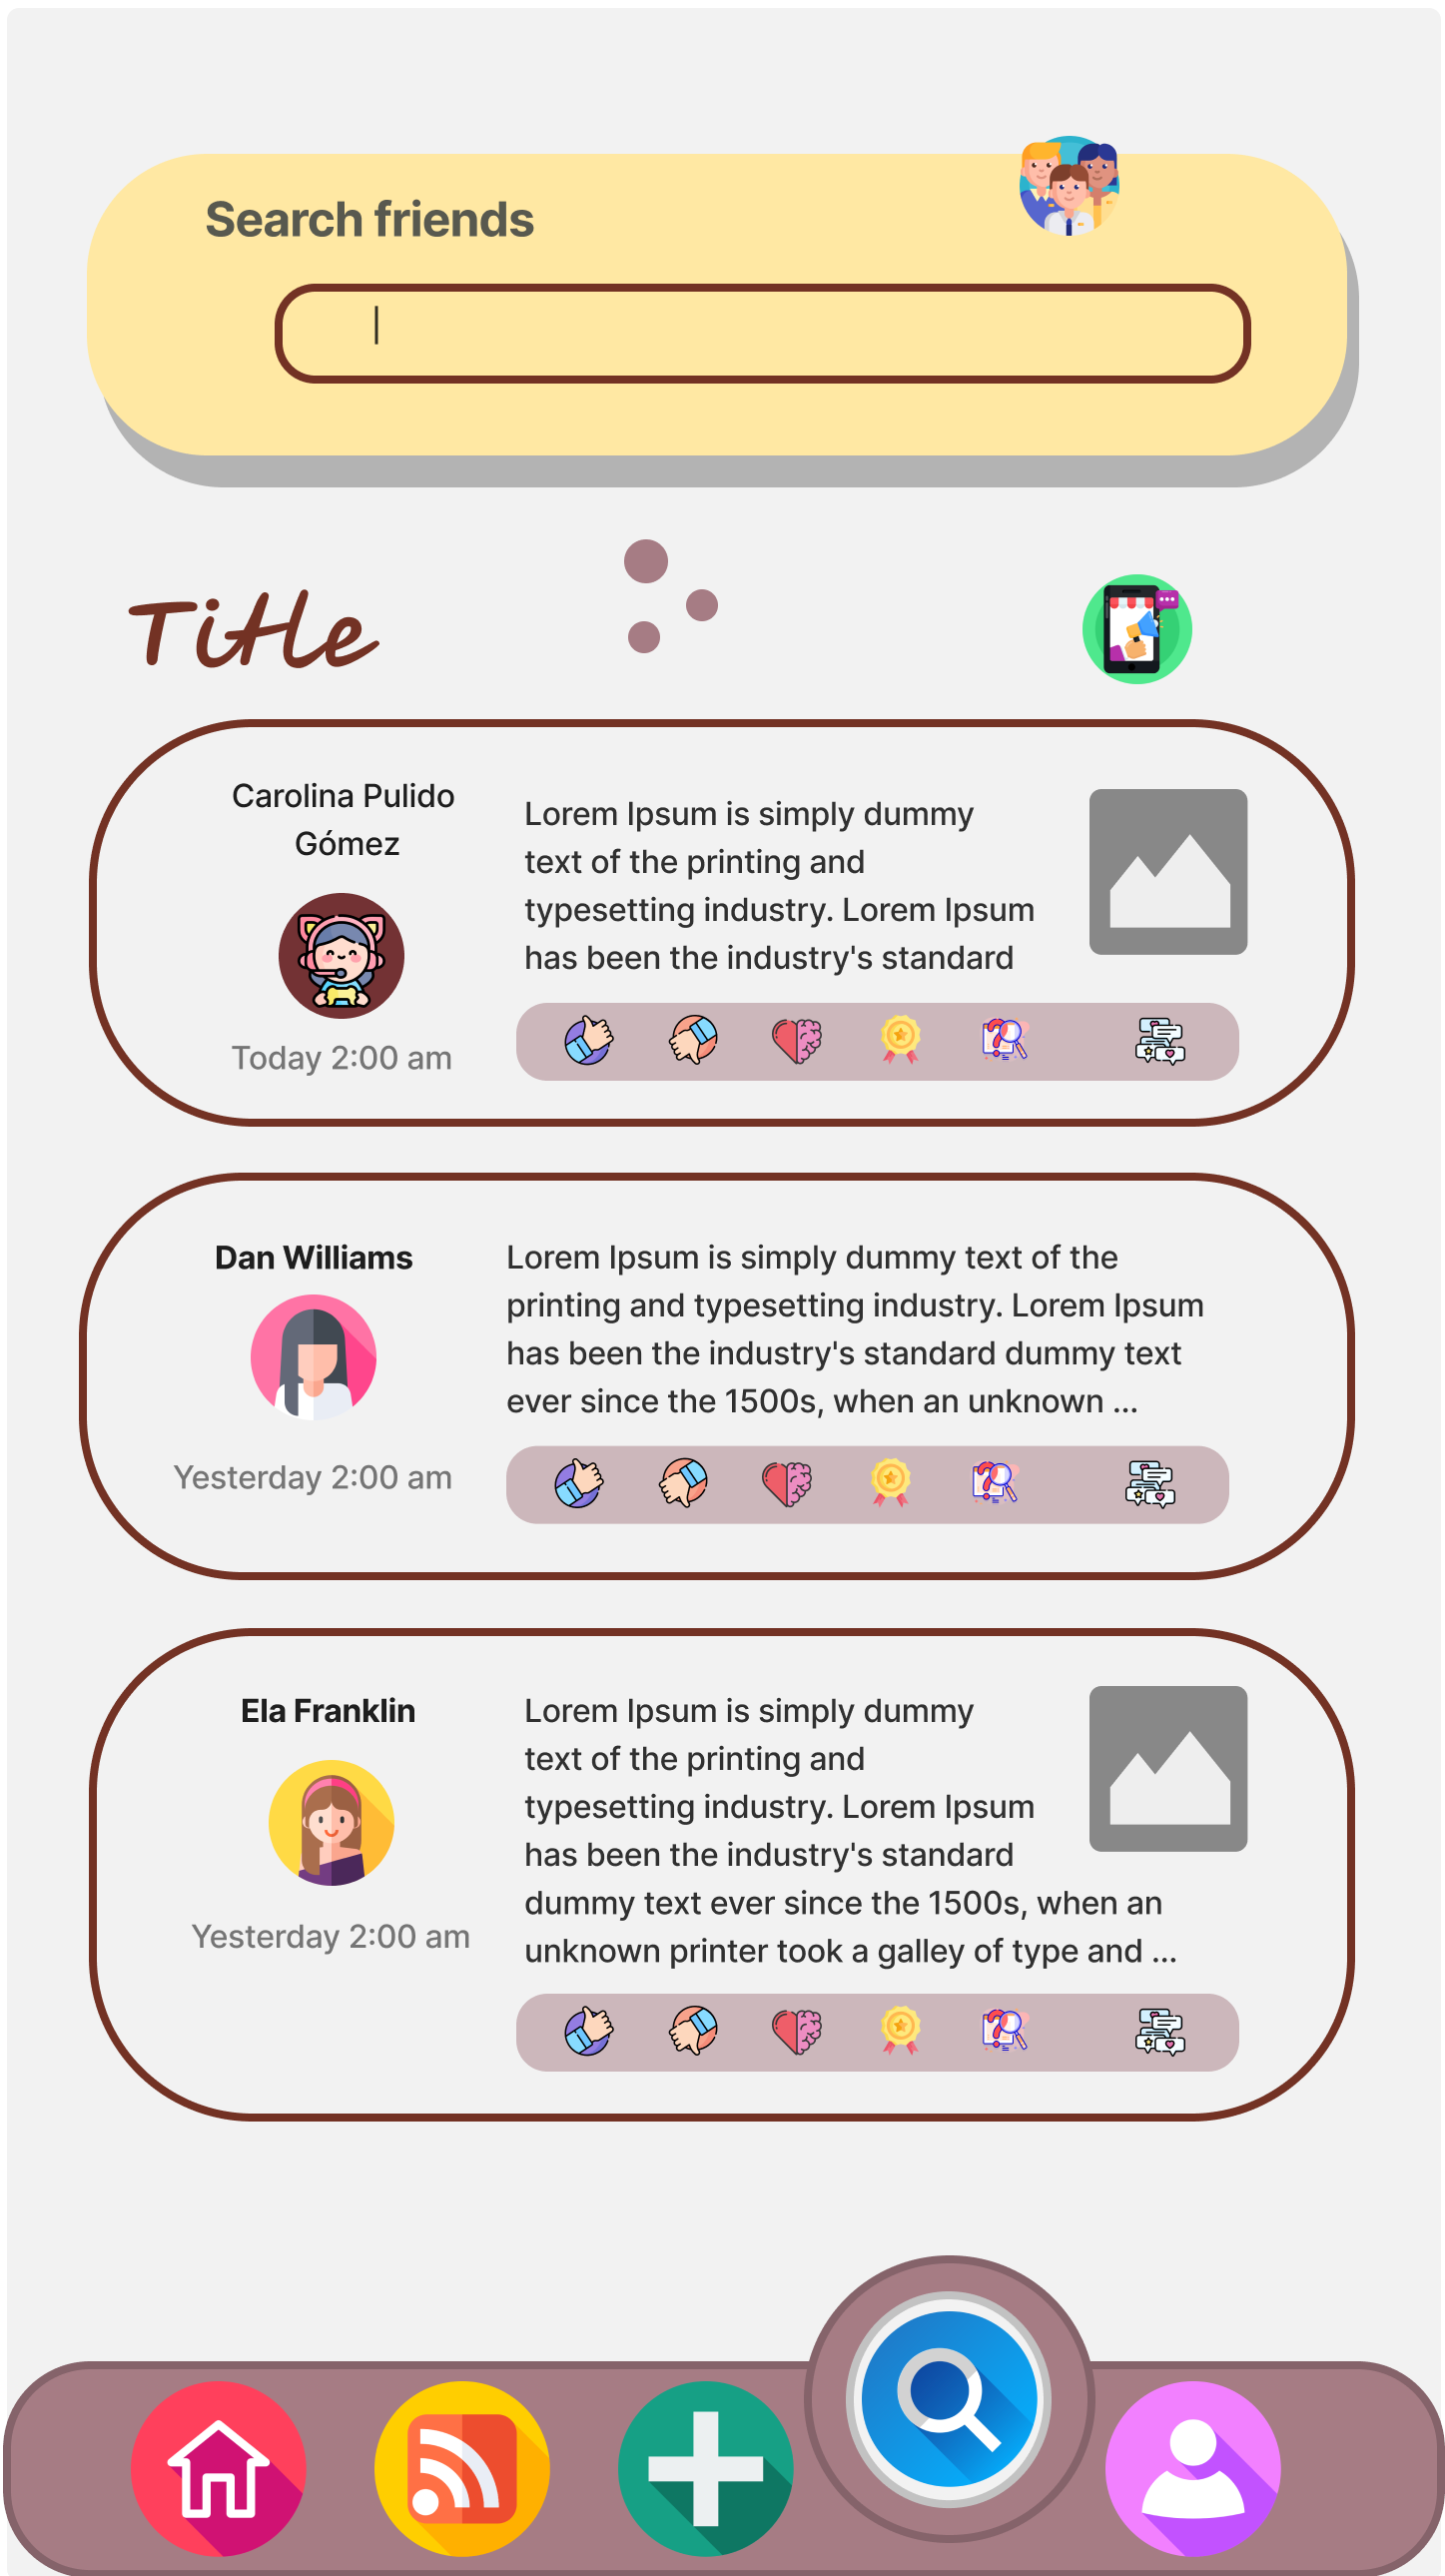 Search friends
Title
Carolina Pulido
Gómez
Today 2:00 am
Lorem Ipsum is simply dummy
text of the printing and
typesetting industry. Lorem Ipsum
has been the industry's standard
Dan Williams
Yesterday 2:00 am
Lorem Ipsum is simply dummy text of the
printing and typesetting industry. Lorem Ipsum
has been the industry's standard dummy text
ever since the 1500s, when an unknown ...
Ela Franklin
Yesterday 2:00 am
Lorem Ipsum is simply dummy
text of the printing and
typesetting industry. Lorem Ipsum
has been the industry's standard
dummy text ever since the 1500s, when an
unknown printer took a galley of type and ...